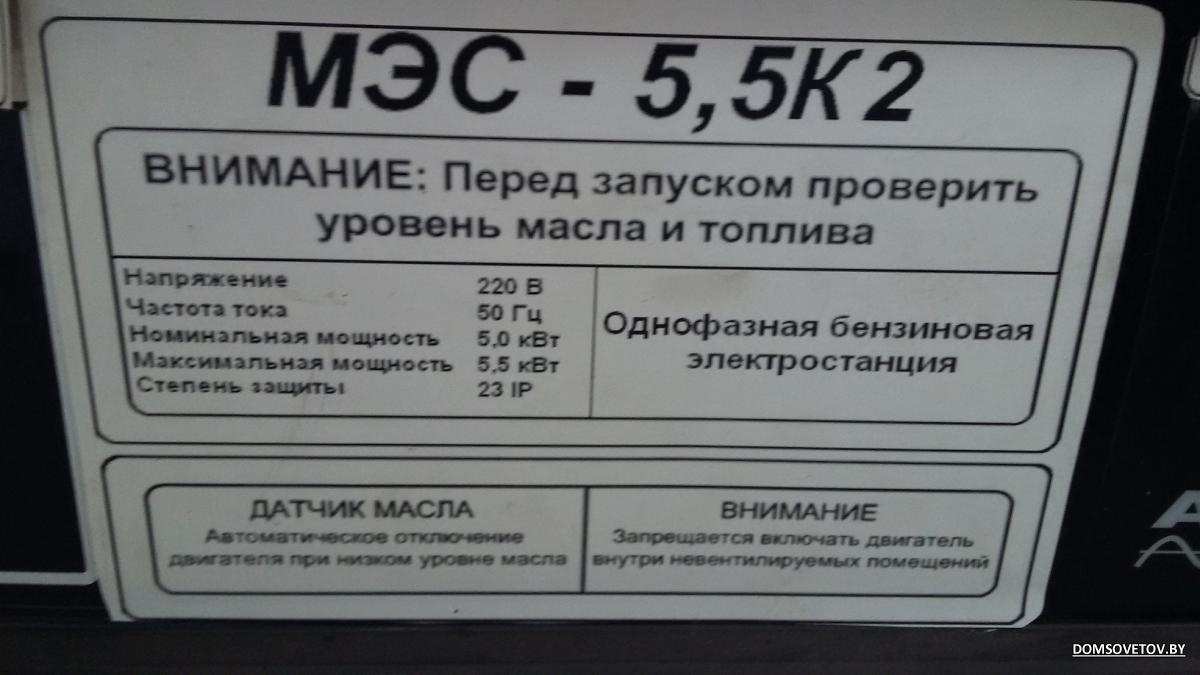 МЭС - 5,5К2
ВНИМАНИЕ: Перед запуском проверить
уровень масла и топлива
Напряжение 220 В
Частота тока 50 Гц
Номинальная мощность 5,0 кВт
Максимальная мощность 5,5 кВт
Степень защиты 23 IP
Однофазная бензиновая
электростанция
ДАТЧИК МАСЛА
Автоматическое отключение
двигателя при низком уровне масла
ВНИМАНИЕ
Запрещается включать двигатель
внутри невентилируемых помещений
DOMSOVETOV.BY